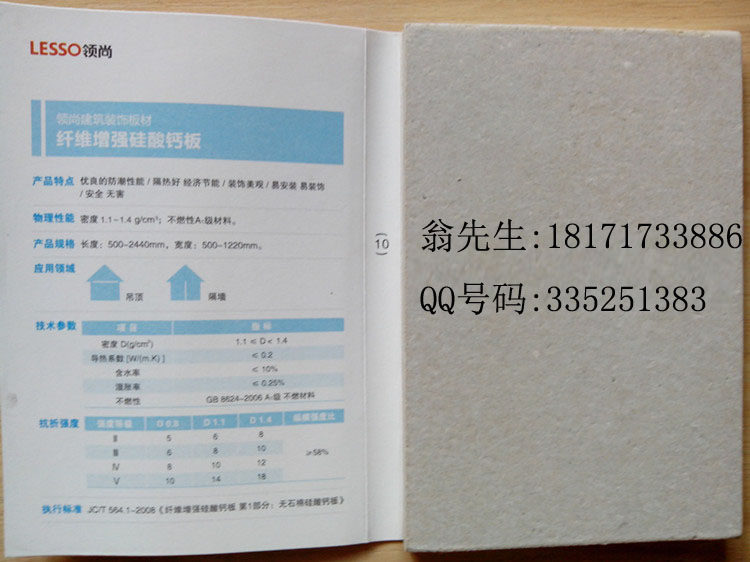 LESSO领尚
领尚建筑装饰板材
纤维增强硅酸钙板
产品特点 优良的防潮性能 / 隔热好 经济节能 / 装饰美观 / 易安装 易装饰
/ 安全 无害
物理性能 密度 1.1-1.4 g/cm³; 不燃性A-级材料。
产品规格 长度: 500-2440mm, 宽度: 500-1220mm。
应用领域
吊顶 隔墙
技术参数 项目 指标
密度 D(g/cm³) 1.1 ≤ D < 1.4
导热系数 [W/(m.K)] ≤ 0.2
含水率 ≤ 10%
湿胀率 ≤ 0.25%
不燃性 GB 8624-2006 A-级 不燃材料
抗折强度 强度等级 D 0.8 D 1.1 D 1.4 纵横强度比
Ⅱ 5 6 8
Ⅲ 6 8 10
≥58%
Ⅳ 8 10 12
Ⅴ 10 14 18
执行标准 JC/T 564.1-2008《纤维增强硅酸钙板 第1部分: 无石棉硅酸钙板》
(10)
翁先生:18171733886
QQ号码:335251383